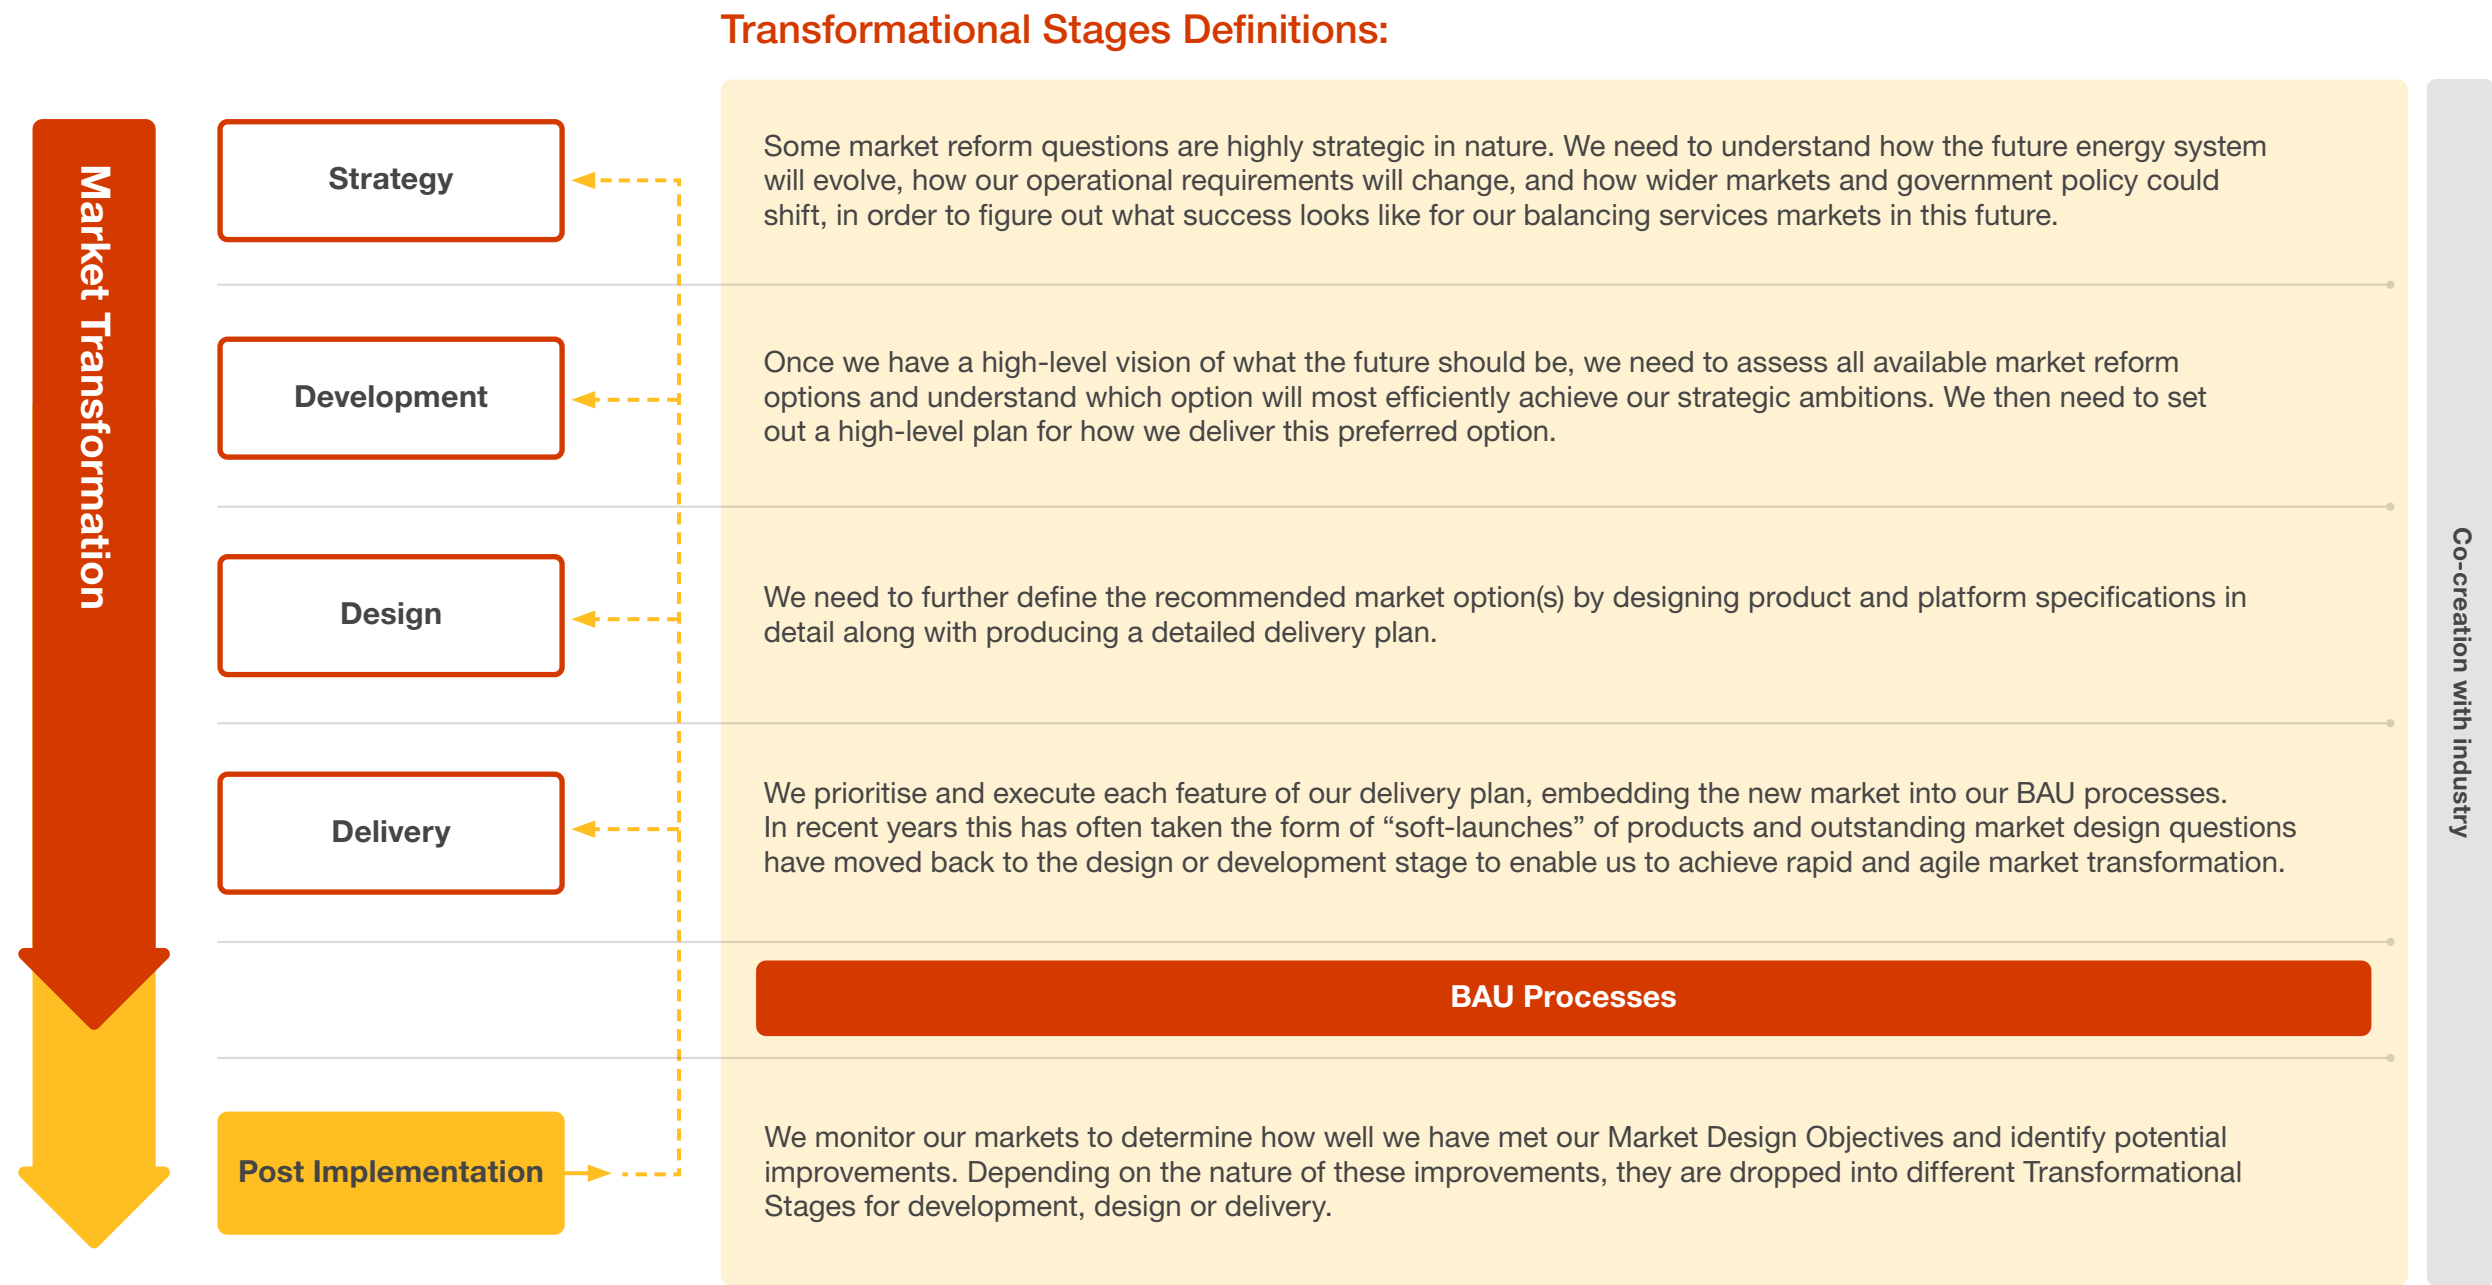 Transformational Stages Definitions:
Market Transformation
Strategy
Some market reform questions are highly strategic in nature. We need to understand how the future energy system
will evolve, how our operational requirements will change, and how wider markets and government policy could
shift, in order to figure out what success looks like for our balancing services markets in this future.
Development
Once we have a high-level vision of what the future should be, we need to assess all available market reform
options and understand which option will most efficiently achieve our strategic ambitions. We then need to set
out a high-level plan for how we deliver this preferred option.
Design
We need to further define the recommended market option(s) by designing product and platform specifications in
detail along with producing a detailed delivery plan.
Delivery
We prioritise and execute each feature of our delivery plan, embedding the new market into our BAU processes.
In recent years this has often taken the form of “soft-launches” of products and outstanding market design questions
have moved back to the design or development stage to enable us to achieve rapid and agile market transformation.
BAU Processes
Post Implementation
We monitor our markets to determine how well we have met our Market Design Objectives and identify potential
improvements. Depending on the nature of these improvements, they are dropped into different Transformational
Stages for development, design or delivery.
Co-creation with industry